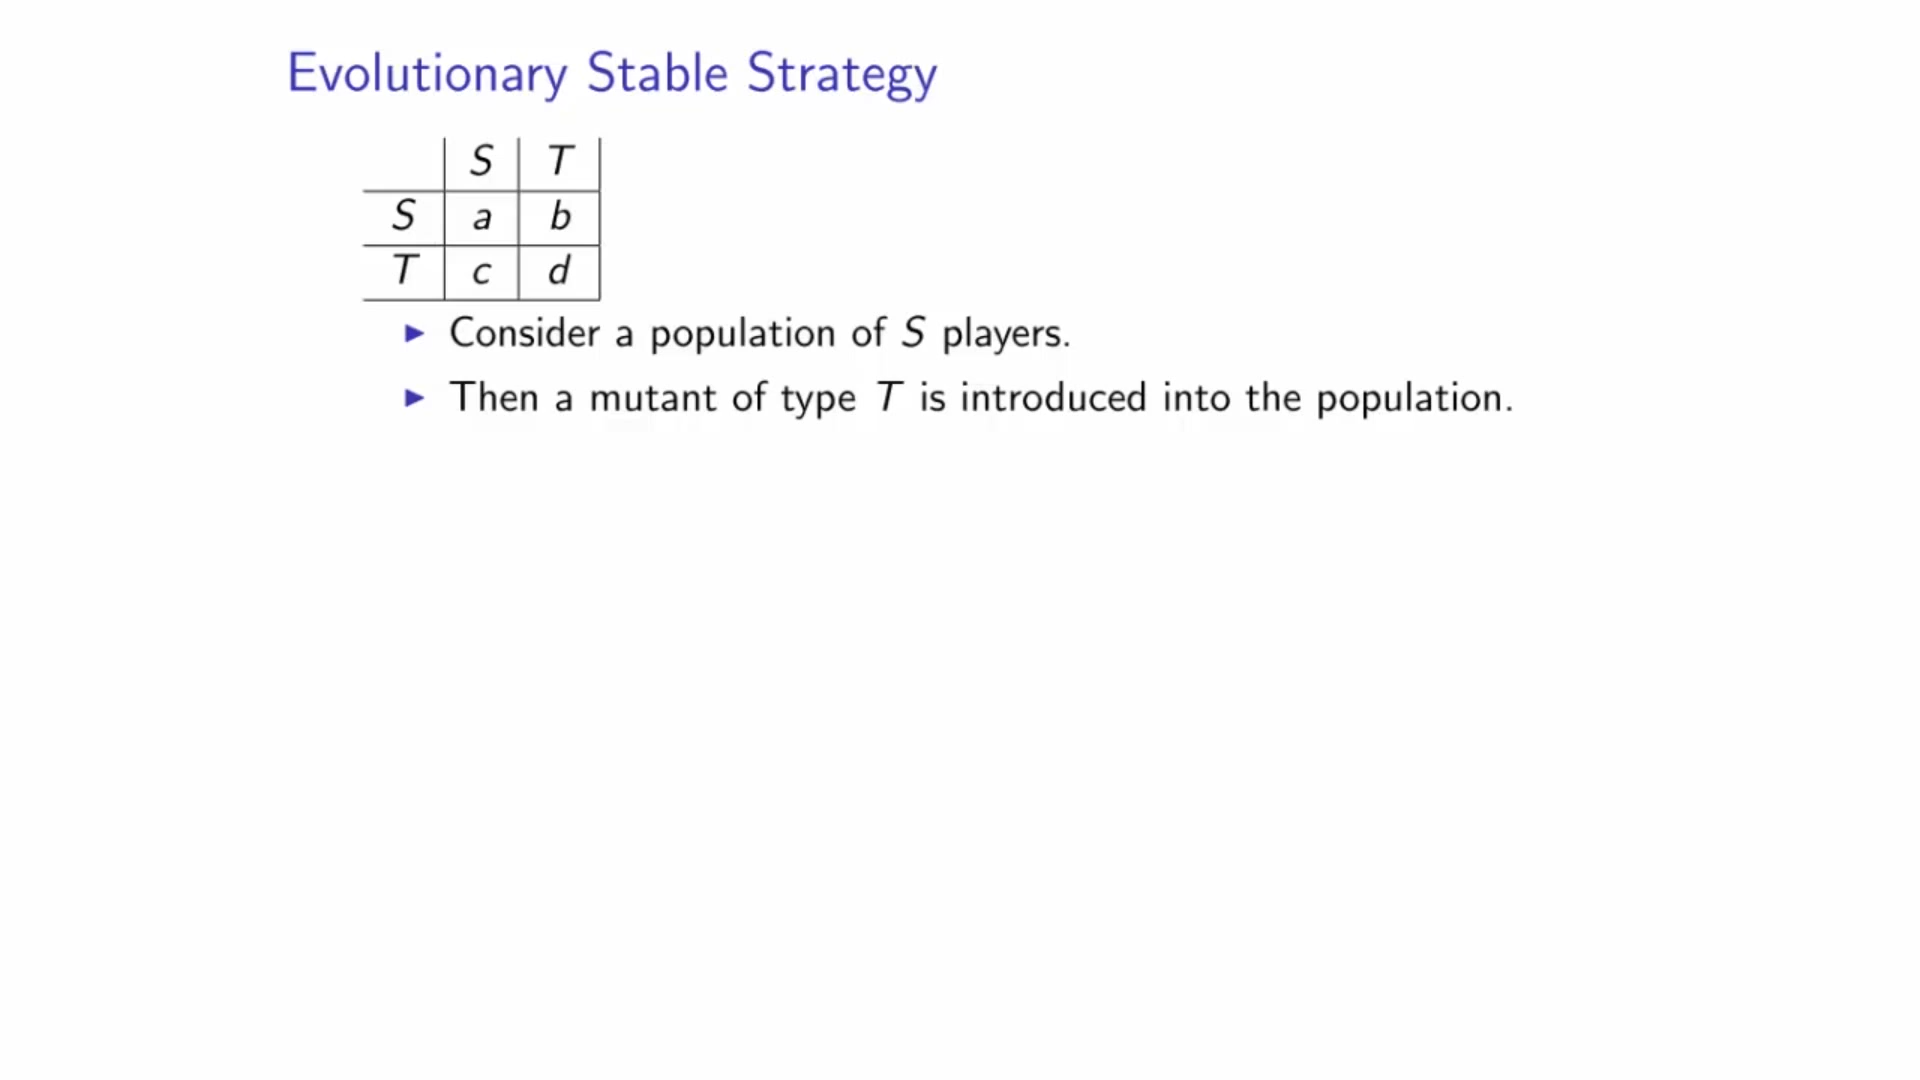 Evolutionary Stable Strategy
S T
S a b
T c d
Consider a population of S players.
Then a mutant of type T is introduced into the population.